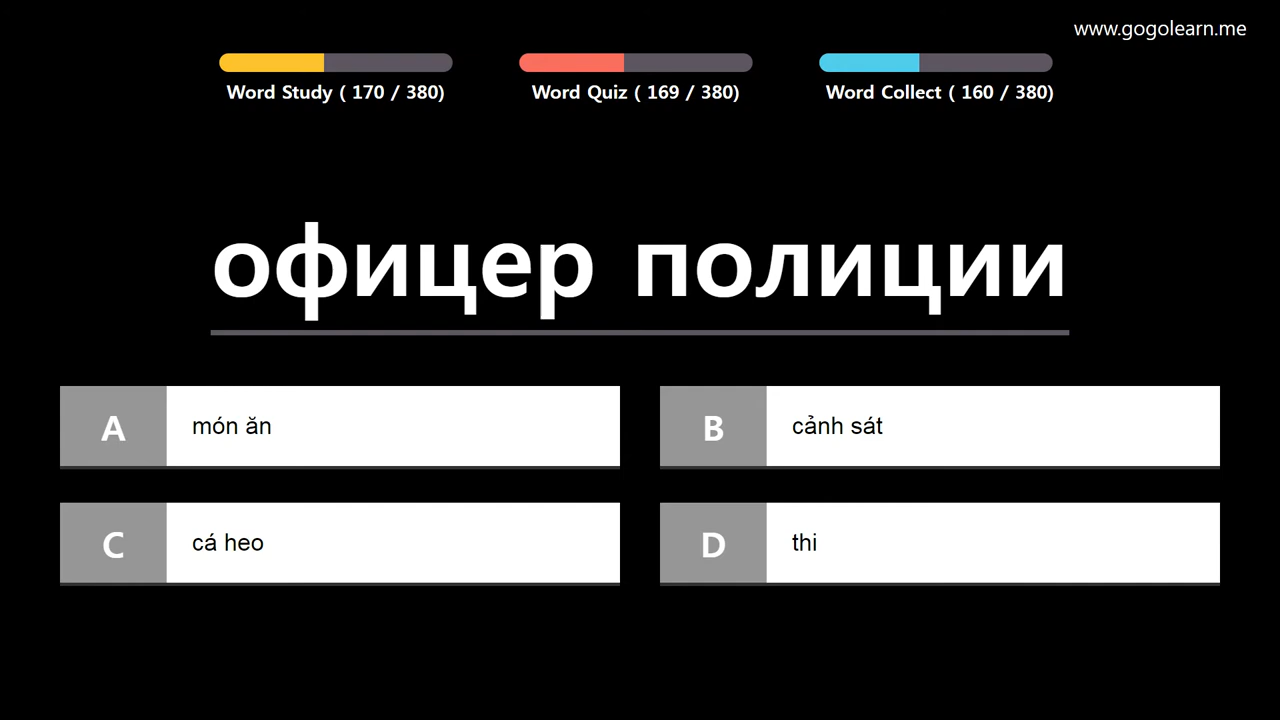 www.gogolearn.me
Word Study ( 170 / 380)
Word Quiz ( 169 / 380)
Word Collect ( 160 / 380)
офицер полиции
A
món ăn
B
cảnh sát
C
cá heo
D
thi